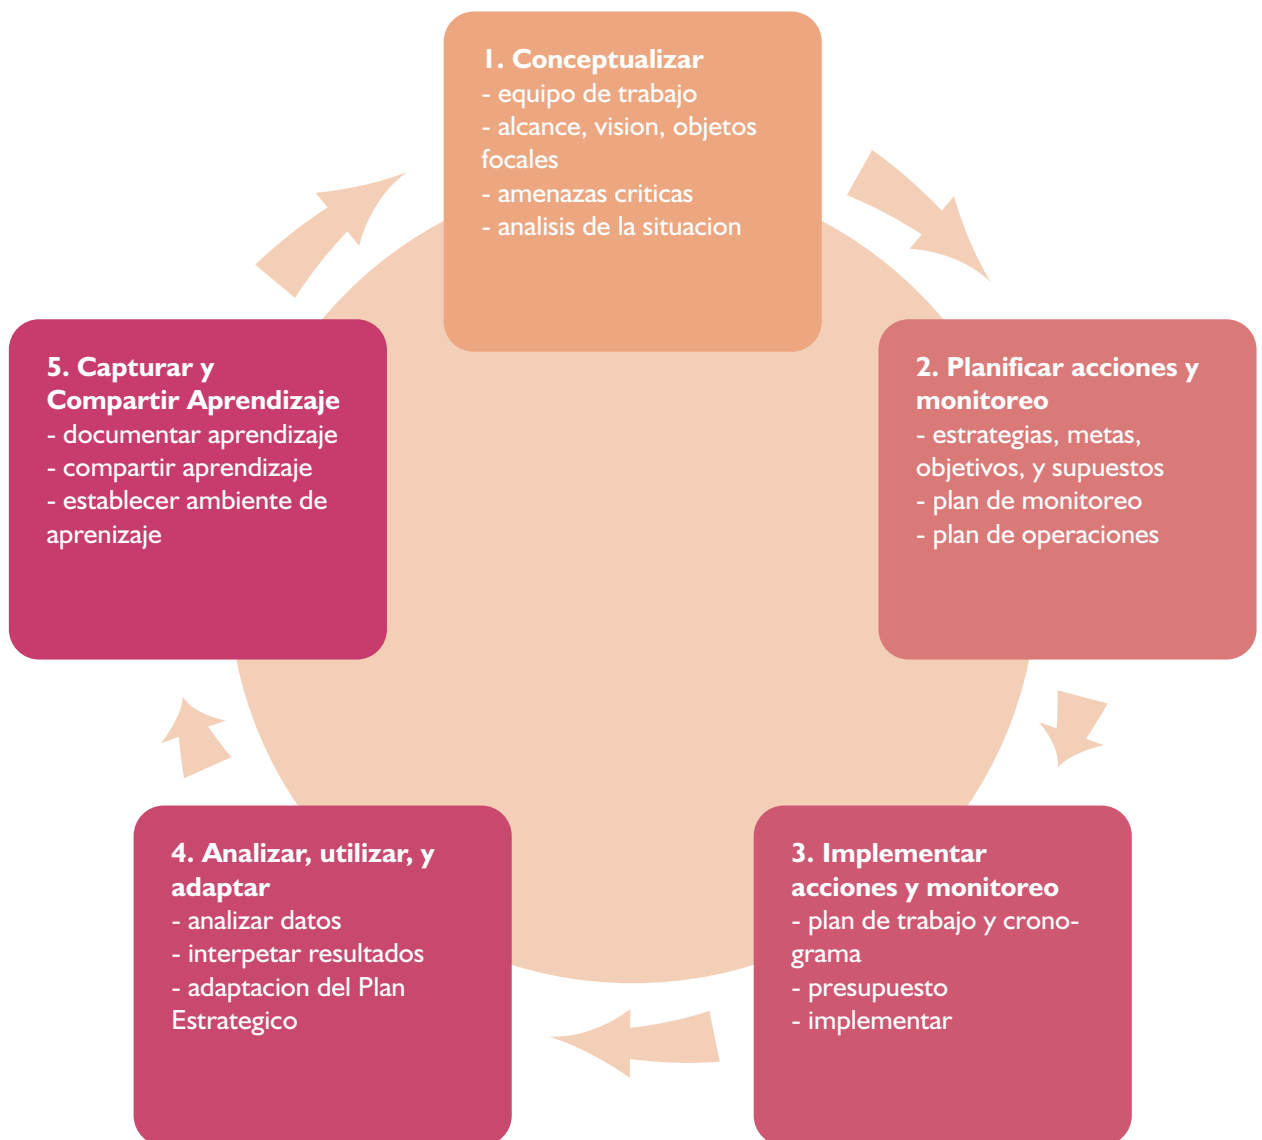 1. Conceptualizar
- equipo de trabajo
- alcance, vision, objetos
focales
- amenazas criticas
- analisis de la situacion
2. Planificar acciones y
monitoreo
- estrategias, metas,
objetivos, y supuestos
- plan de monitoreo
- plan de operaciones
3. Implementar
acciones y monitoreo
- plan de trabajo y crono-
grama
- presupuesto
- implementar
4. Analizar, utilizar, y
adaptar
- analizar datos
- interpetar resultados
- adaptacion del Plan
Estrategico
5. Capturar y
Compartir Aprendizaje
- documentar aprendizaje
- compartir aprendizaje
- establecer ambiente de
aprenizaje